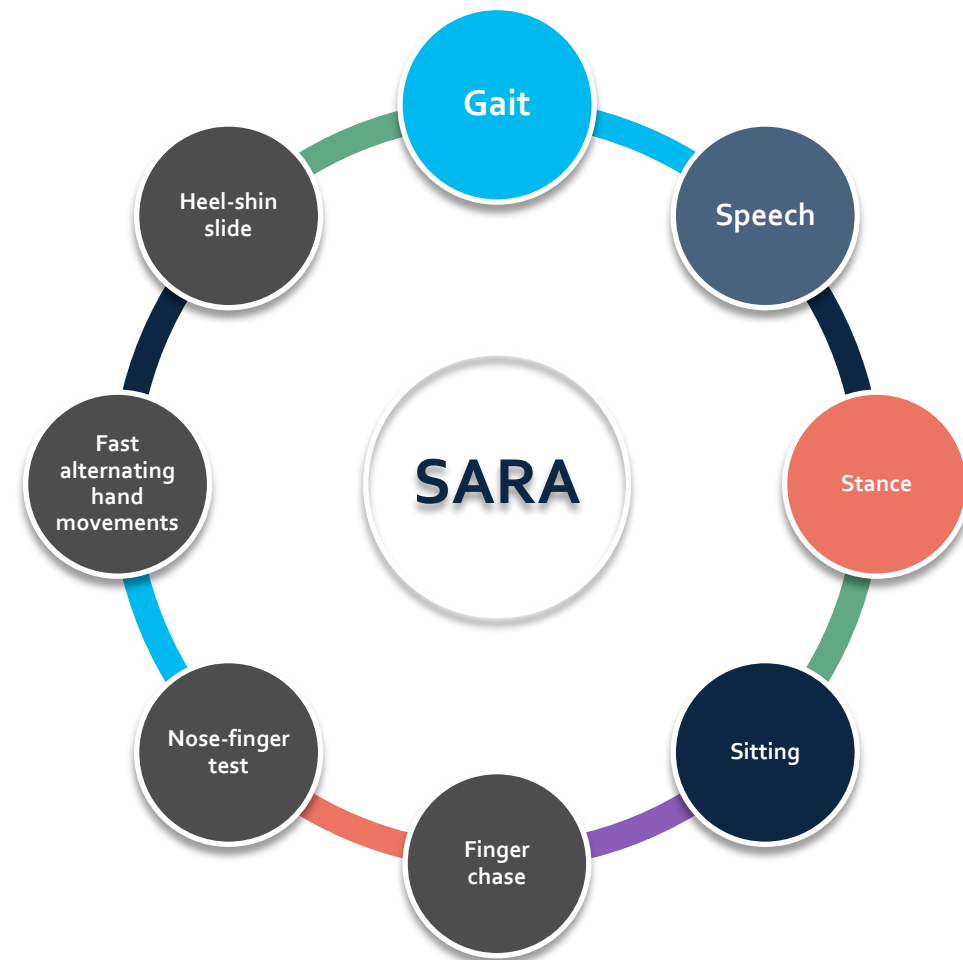 Gait
Speech
Stance
Sitting
Finger
chase
Nose-finger
test
Fast
alternating
hand
movements
Heel-shin
slide
SARA